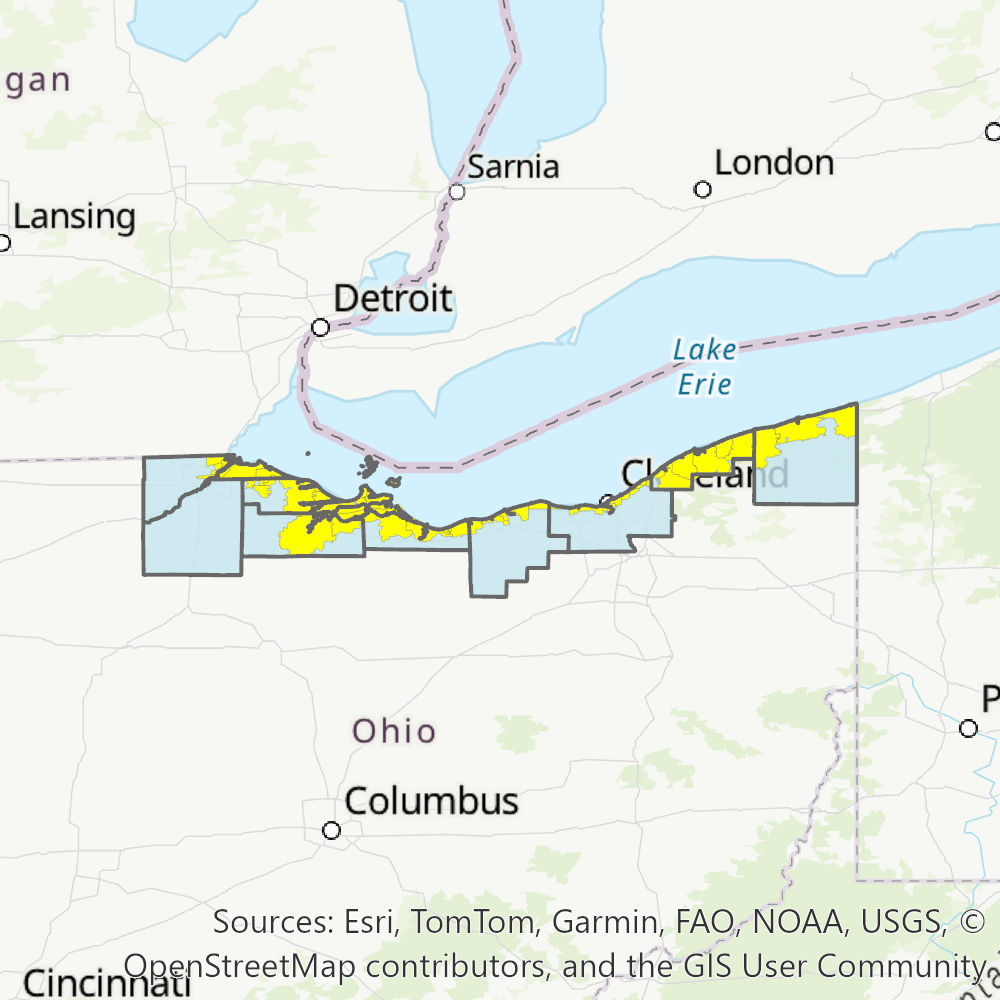 gan
Sarnia
London
Lansing
Detroit
Lake
Erie
Cleveland
Ohio
P
Columbus
Sources: Esri, TomTom, Garmin, FAO, NOAA, USGS, ©
OpenStreetMap contributors, and the GIS User Community
Cincinnati